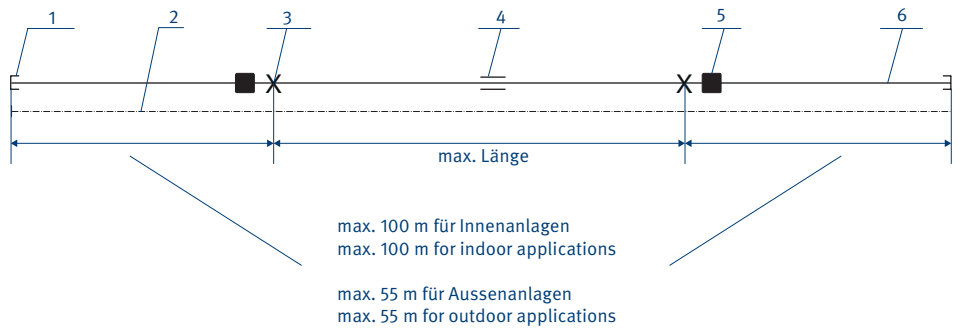 1 2 3 4 5 6
X X
max. Länge
max. 100 m für Innenanlagen
max. 100 m for indoor applications
max. 55 m für Aussenanlagen
max. 55 m for outdoor applications